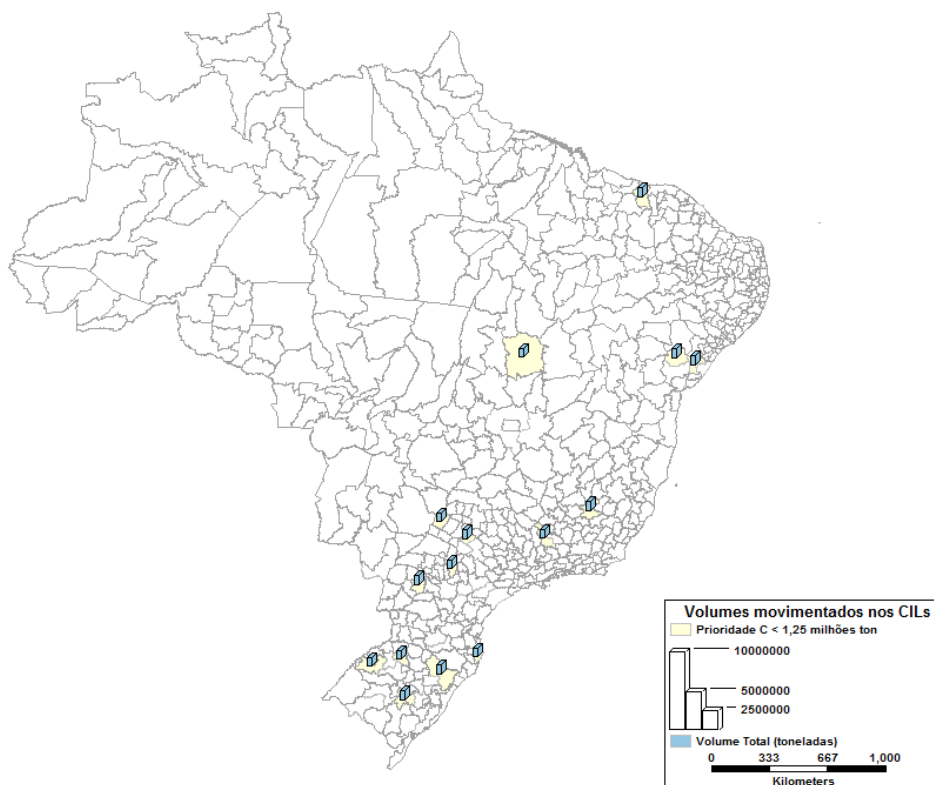 Volumes movimentados nos CILs
Prioridade C < 1,25 milhões ton
10000000
5000000
2500000
Volume Total (toneladas)
0 333 667 1,000
Kilometers